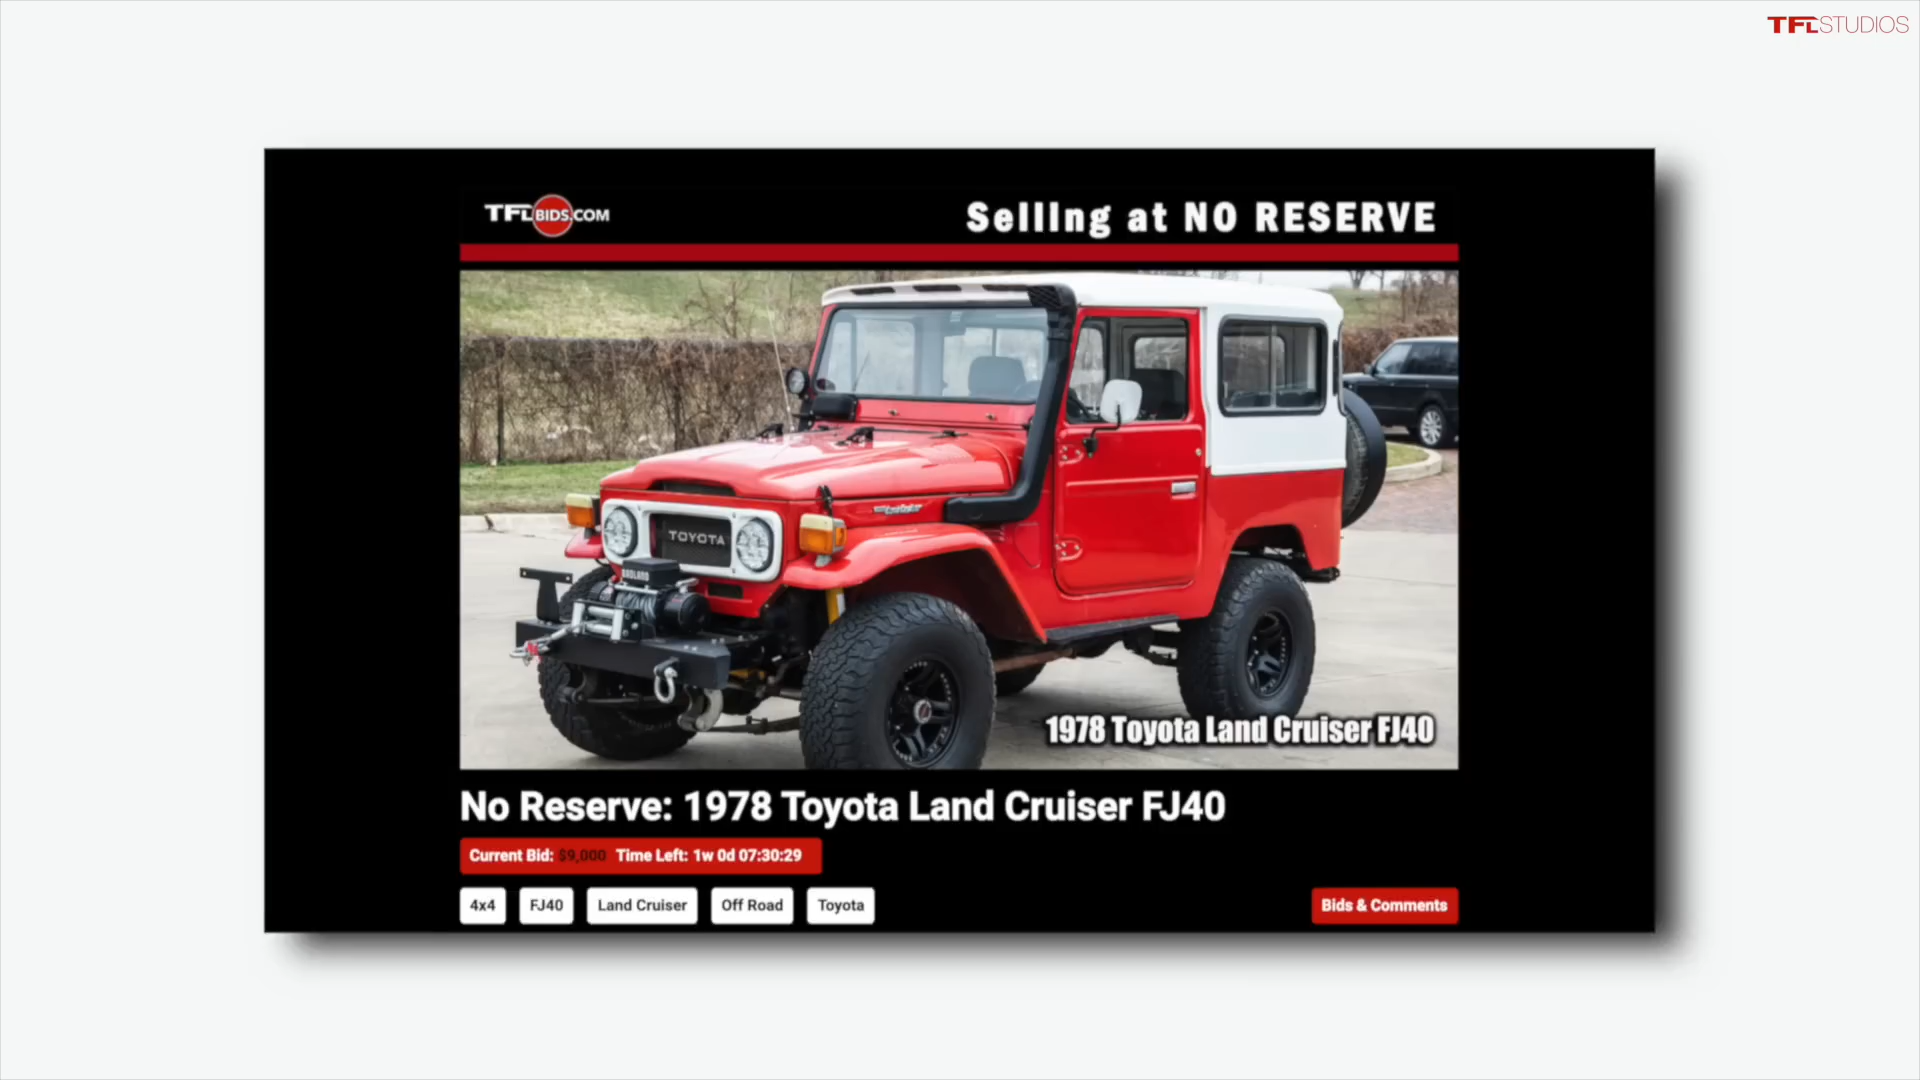 TFLSTUDIOS
TFLBIDS.COM
Selling at NO RESERVE
TOYOTA
BADLAND
1978 Toyota Land Cruiser FJ40
No Reserve: 1978 Toyota Land Cruiser FJ40
Current Bid: $9,000 Time Left: 1w 0d 07:30:29
4x4 FJ40 Land Cruiser Off Road Toyota Bids & Comments